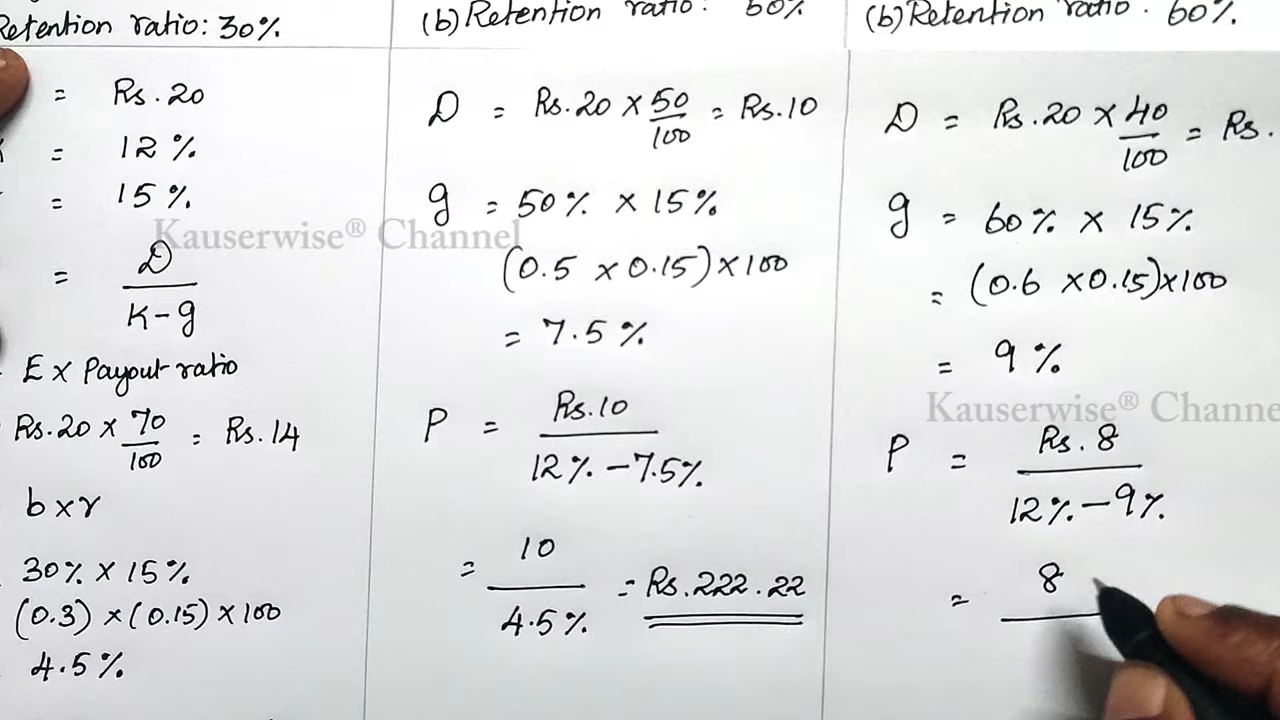 Retention ratio: 30%
= Rs. 20
= 12 %
= 15 %
= D
K - g
E x Payout ratio
Rs. 20 x 70 = Rs. 14
100
b x r
30% x 15%
(0.3) x (0.15) x 100
4.5 %
(b) Retention ratio:
D = Rs. 20 x 50 = Rs. 10
100
g = 50% x 15%
(0.5 x 0.15) x 100
= 7.5 %
P = Rs. 10
12% - 7.5%
= 10 = Rs. 222.22
4.5 %
(b) Retention ratio: 60%
D = Rs. 20 x 40 = Rs.
100
g = 60% x 15%
= (0.6 x 0.15) x 100
= 9 %
P = Rs. 8
12% - 9%
= 8
Kauserwise® Channel
Kauserwise® Channe